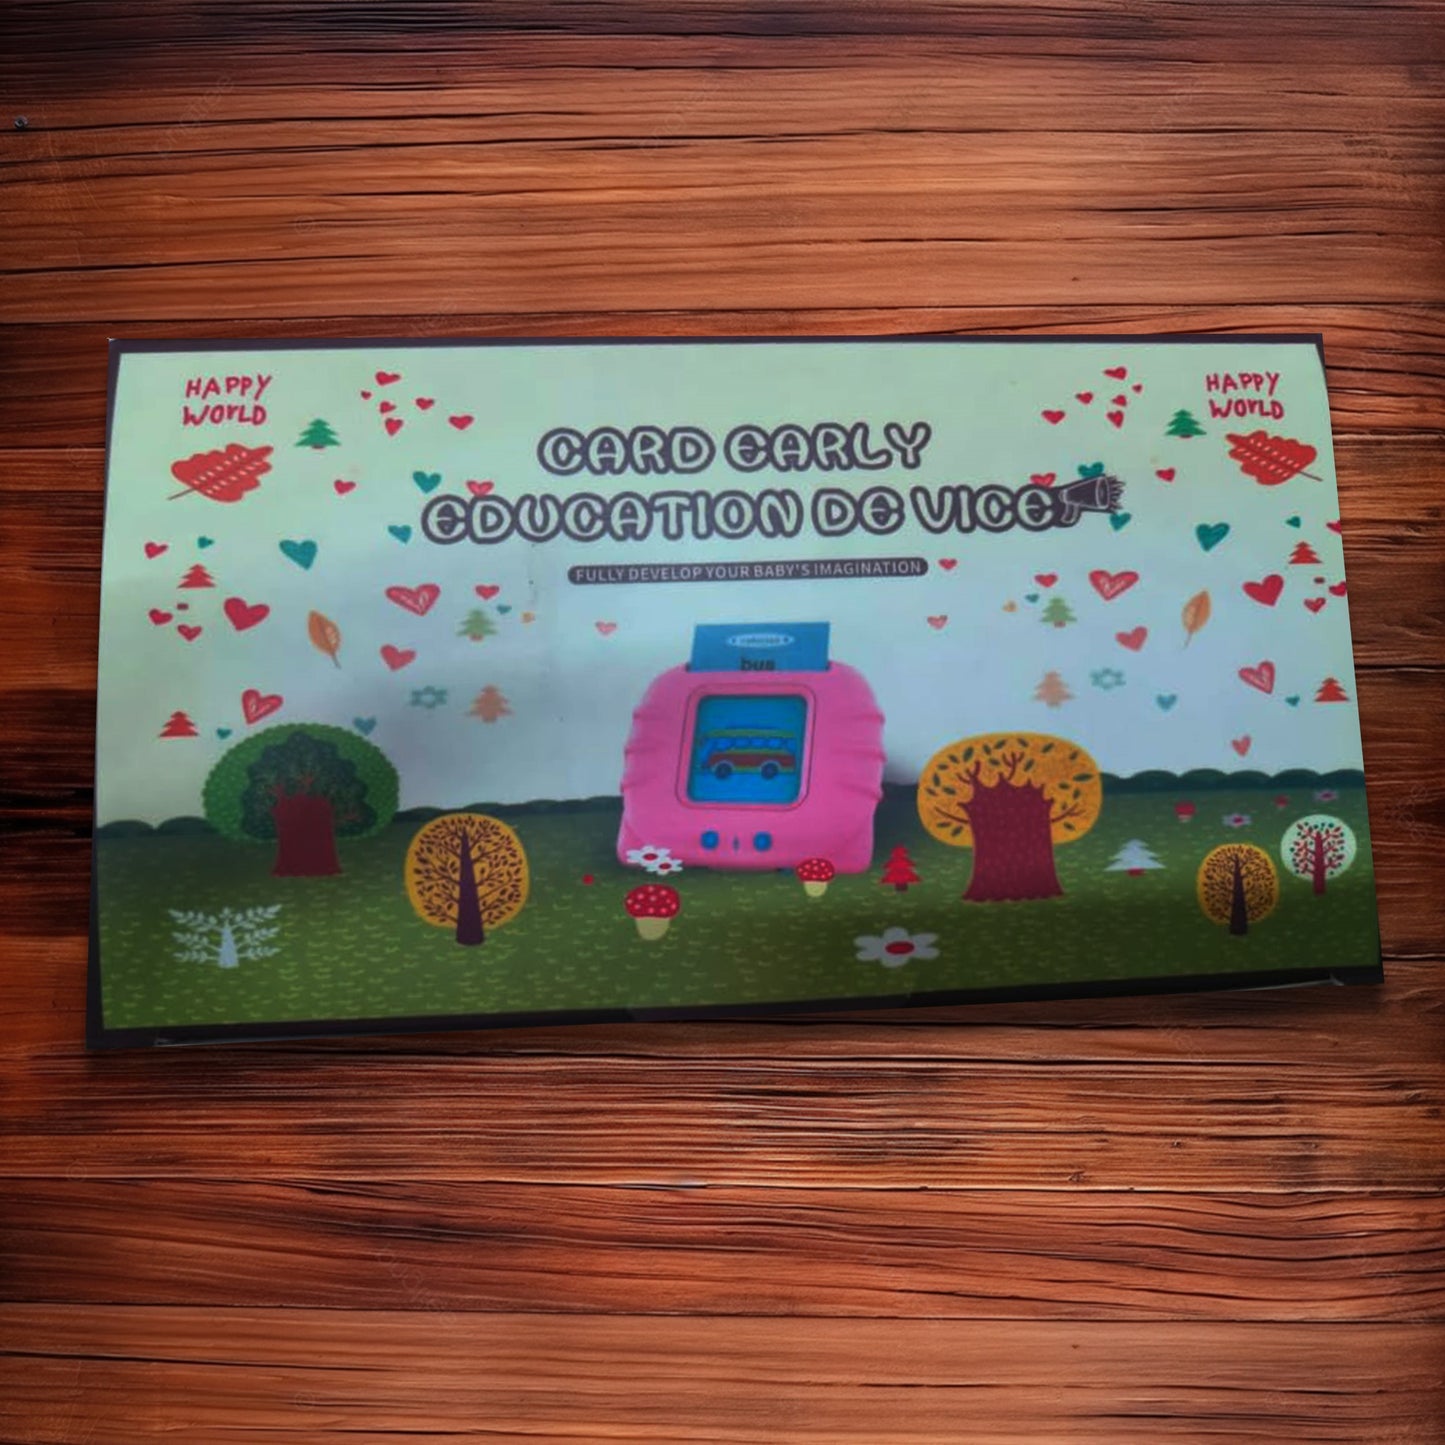 HAPPY
WORLD
HAPPY
WORLD
CARD EARLY
EDUCATION DE VICE
FULLY DEVELOP YOUR BABY'S IMAGINATION
bus